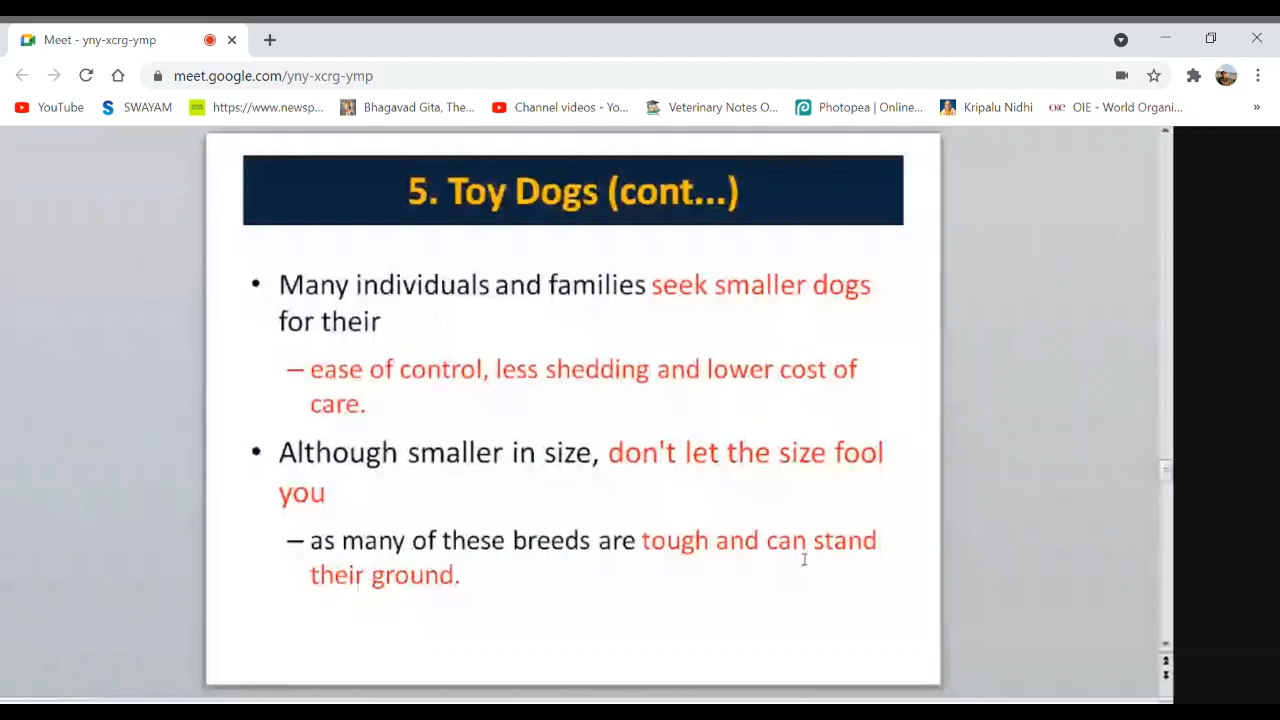 Meet - yny-xcrg-ymp
meet.google.com/yny-xcrg-ymp
YouTube SWAYAM https://www.newsp... Bhagavad Gita, The... Channel videos - Yo... Veterinary Notes O... Photopea | Online... Kripalu Nidhi OIE OIE - World Organi... »
5. Toy Dogs (cont...)
• Many individuals and families seek smaller dogs
for their
– ease of control, less shedding and lower cost of
care.
• Although smaller in size, don't let the size fool
you
– as many of these breeds are tough and can stand
their ground.